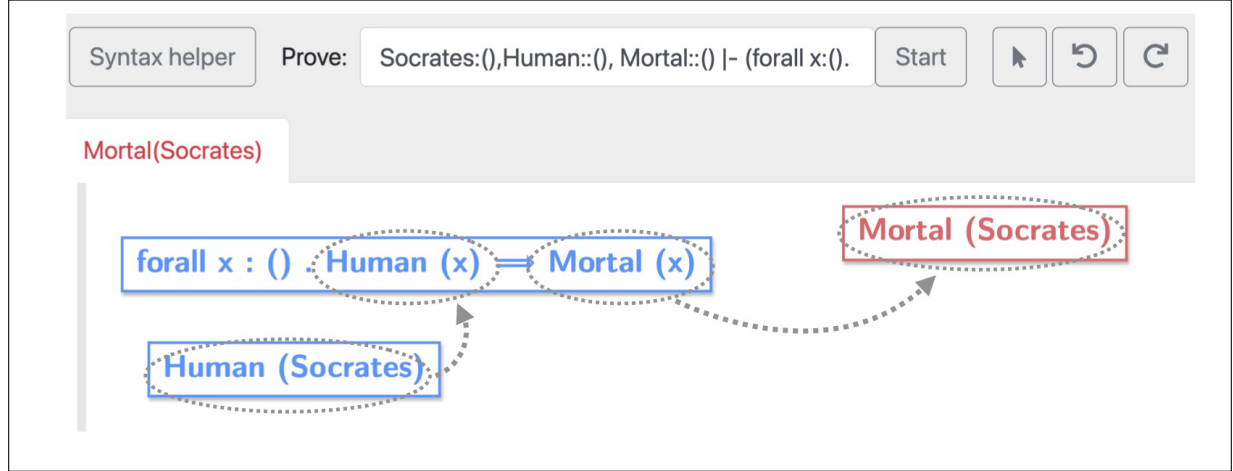 Syntax helper Prove: Socrates:(),Human::(), Mortal::() |- (forall x:(). Start
Mortal(Socrates)
Mortal (Socrates)
forall x : () . Human (x) ⟹ Mortal (x)
Human (Socrates)